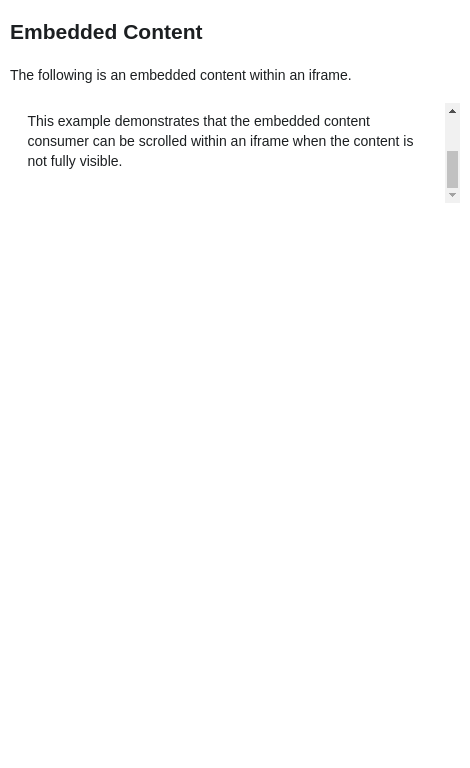 Embedded Content
The following is an embedded content within an iframe.
This example demonstrates that the embedded content
consumer can be scrolled within an iframe when the content is
not fully visible.